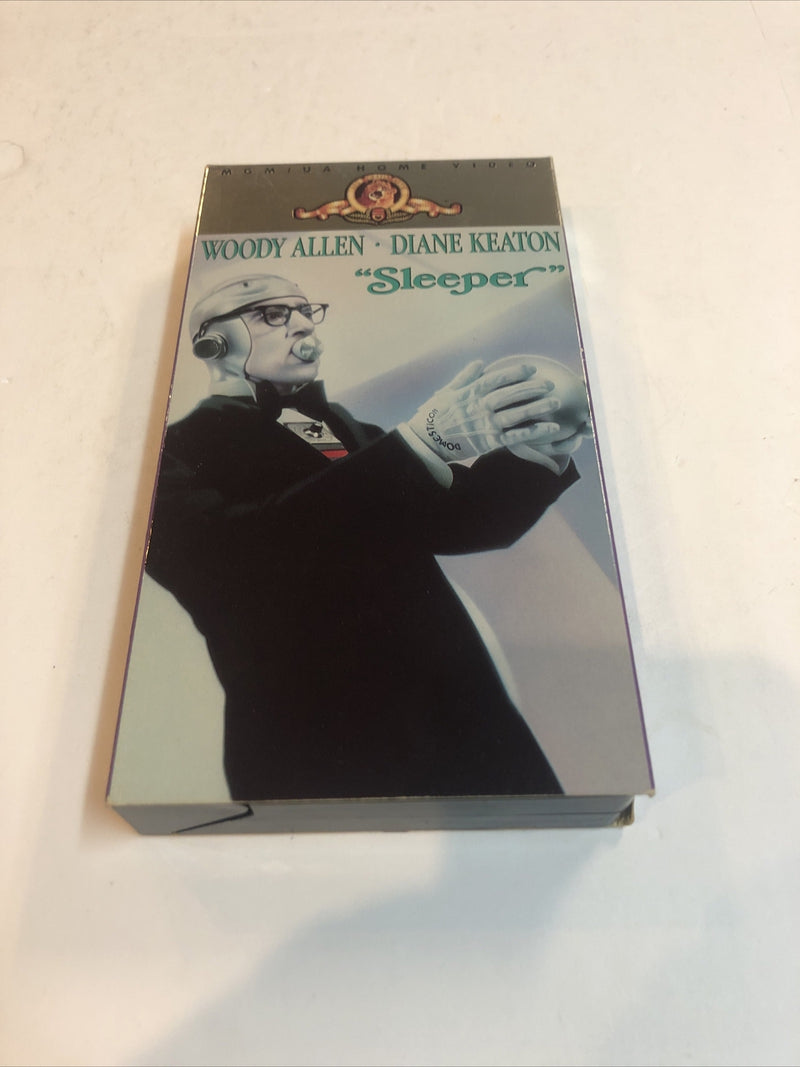 MGM/UA HOME VIDEO
WOODY ALLEN · DIANE KEATON
“Sleeper”
DOMESTICON